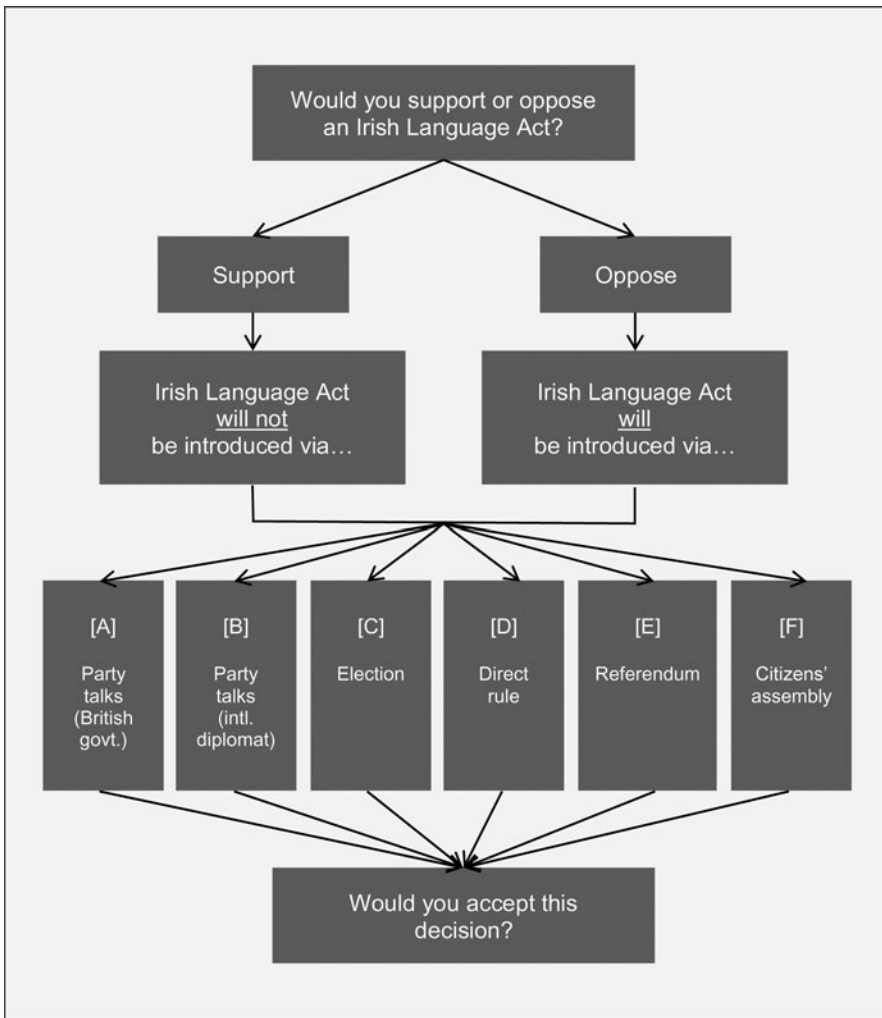 Would you support or oppose
an Irish Language Act?
Support
Oppose
Irish Language Act
will not
be introduced via…
Irish Language Act
will
be introduced via…
[A]
Party
talks
(British
govt.)
[B]
Party
talks
(intl.
diplomat)
[C]
Election
[D]
Direct
rule
[E]
Referendum
[F]
Citizens’
assembly
Would you accept this
decision?